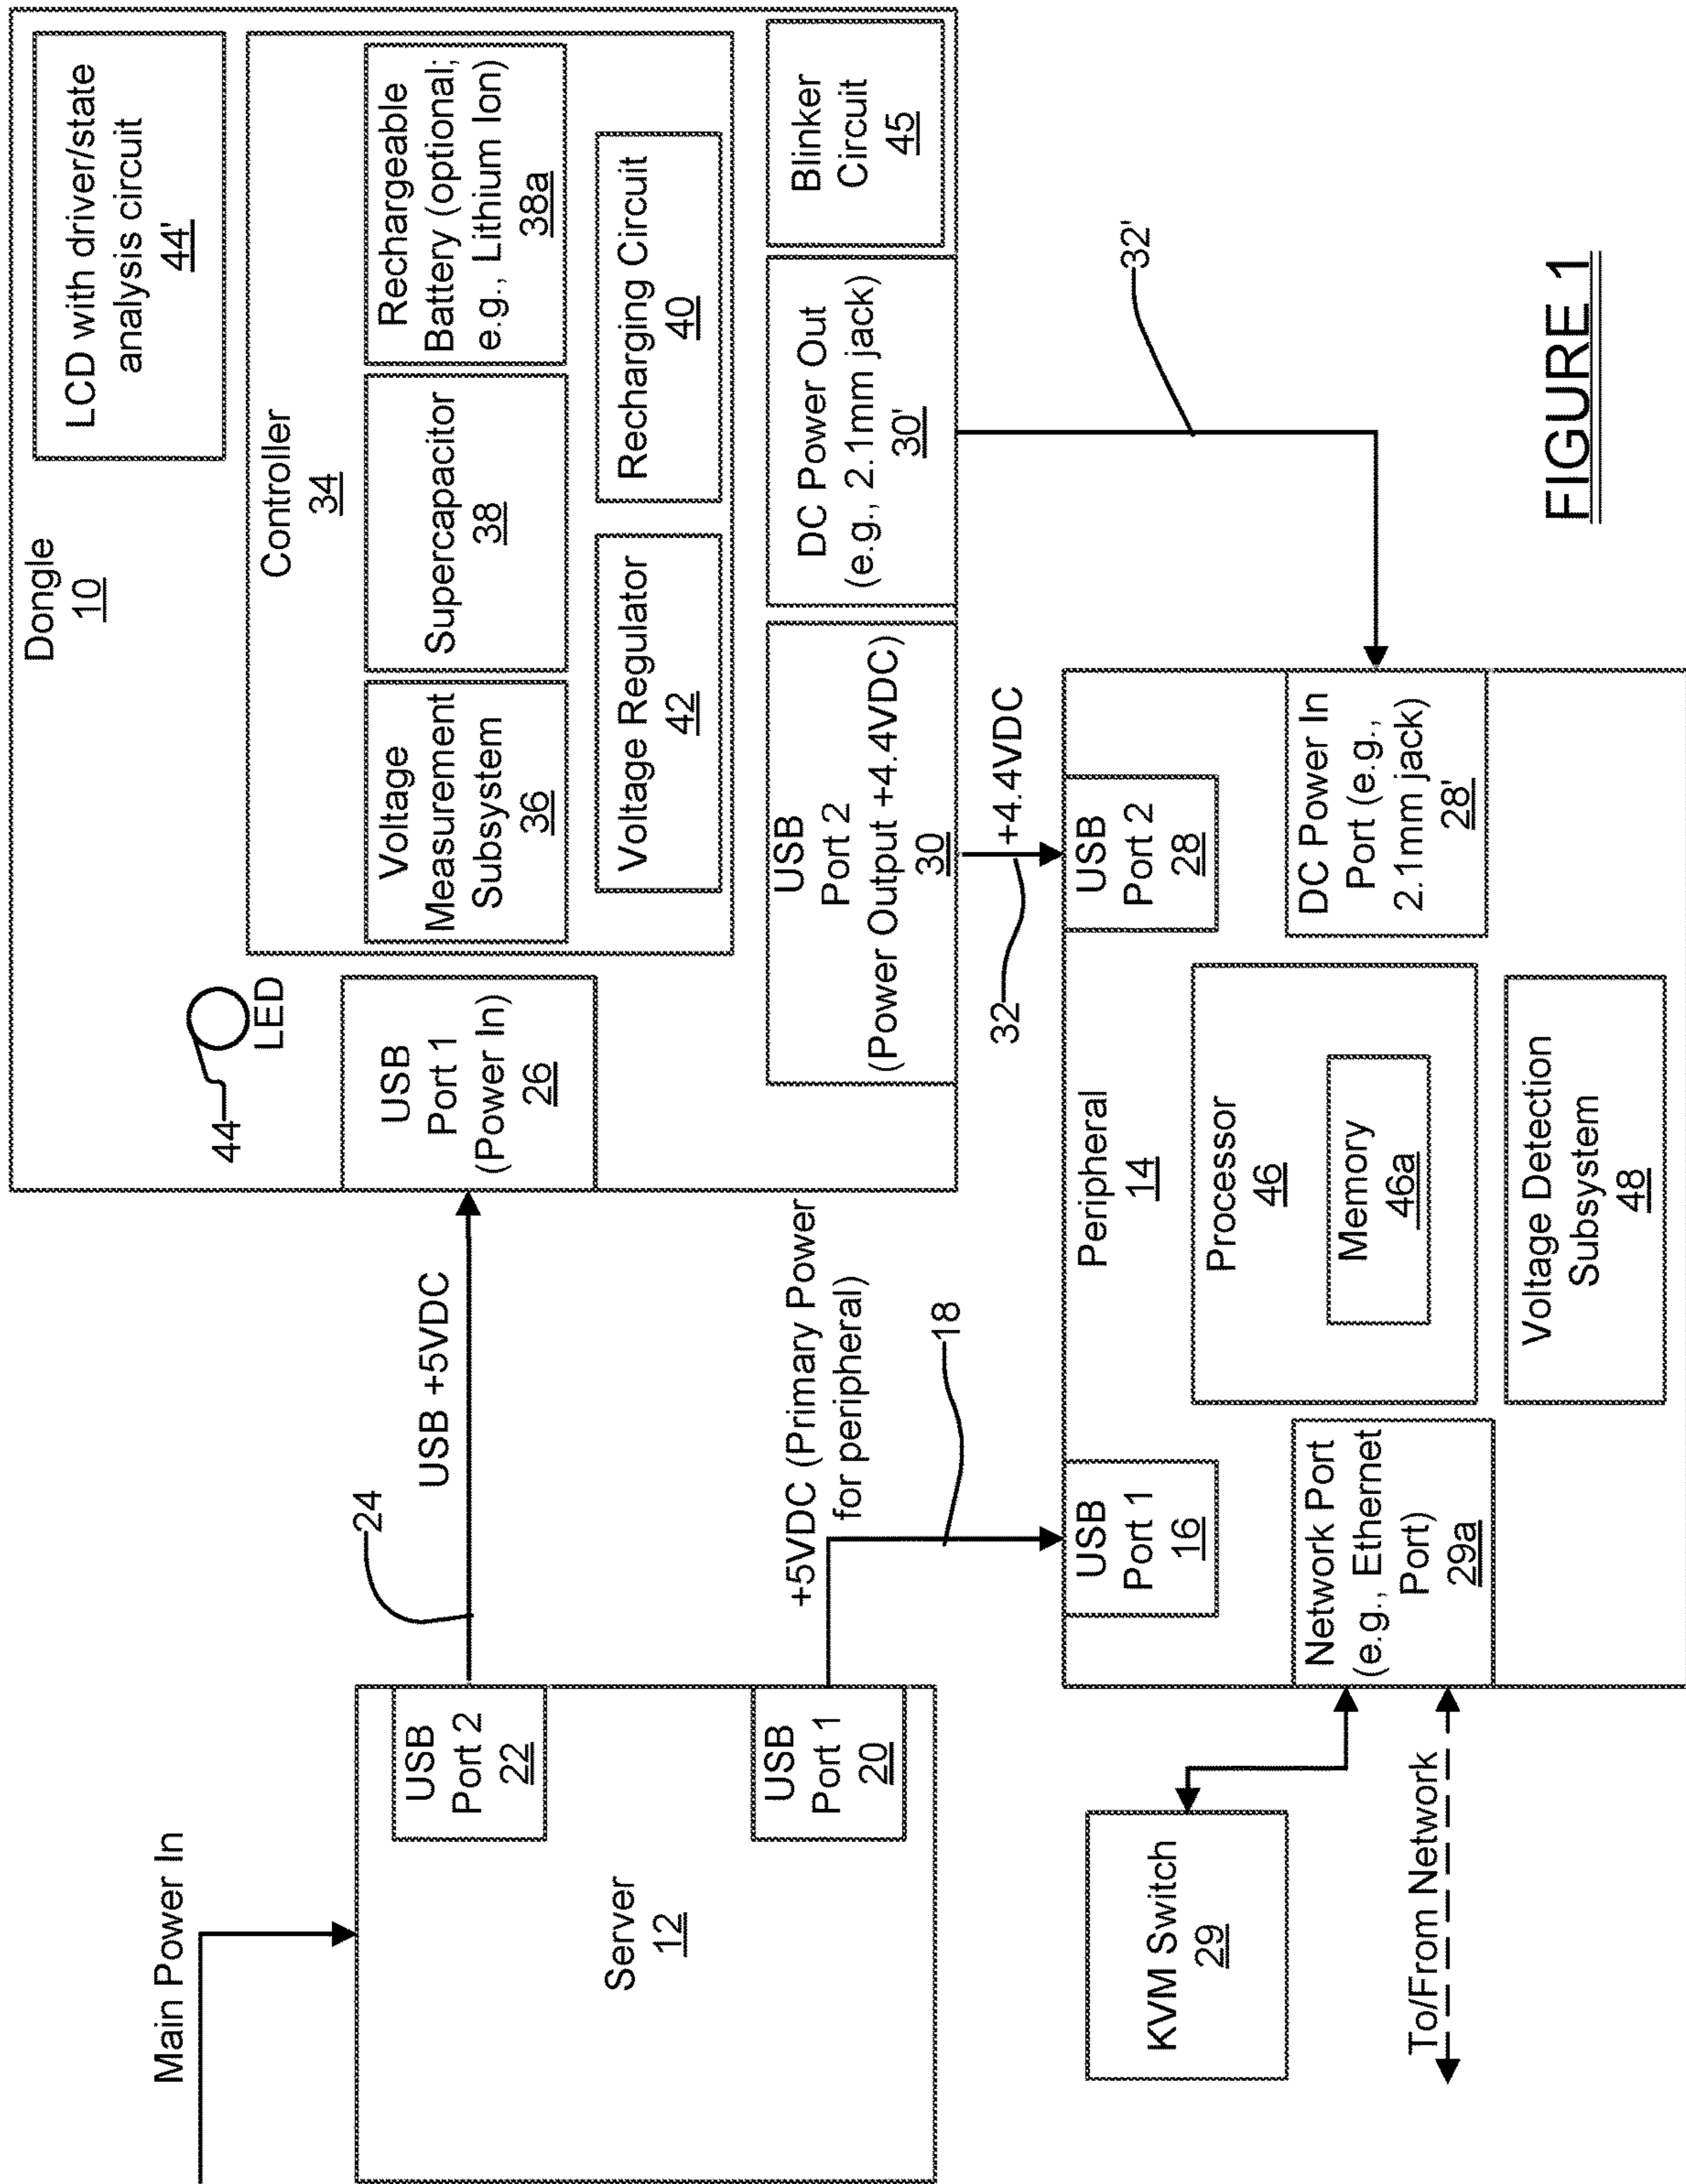 Main Power In
Server
12
USB
Port 2
22
USB
Port 1
20
24
USB +5VDC
+5VDC (Primary Power
for peripheral)
18
Dongle
10
LCD with driver/state
analysis circuit
44'
44
LED
USB
Port 1
(Power In)
26
Controller
34
Voltage
Measurement
Subsystem
36
Supercapacitor
38
Rechargeable
Battery (optional;
e.g., Lithium Ion)
38a
Voltage Regulator
42
Recharging Circuit
40
USB
Port 2
(Power Output +4.4VDC)
30
DC Power Out
(e.g., 2.1mm jack)
30'
Blinker
Circuit
45
32
+4.4VDC
32'
KVM Switch
29
To/From Network
Peripheral
14
USB
Port 1
16
USB
Port 2
28
Network Port
(e.g., Ethernet
Port)
29a
Processor
46
Memory
46a
DC Power In
Port (e.g.,
2.1mm jack)
28'
Voltage Detection
Subsystem
48
FIGURE 1